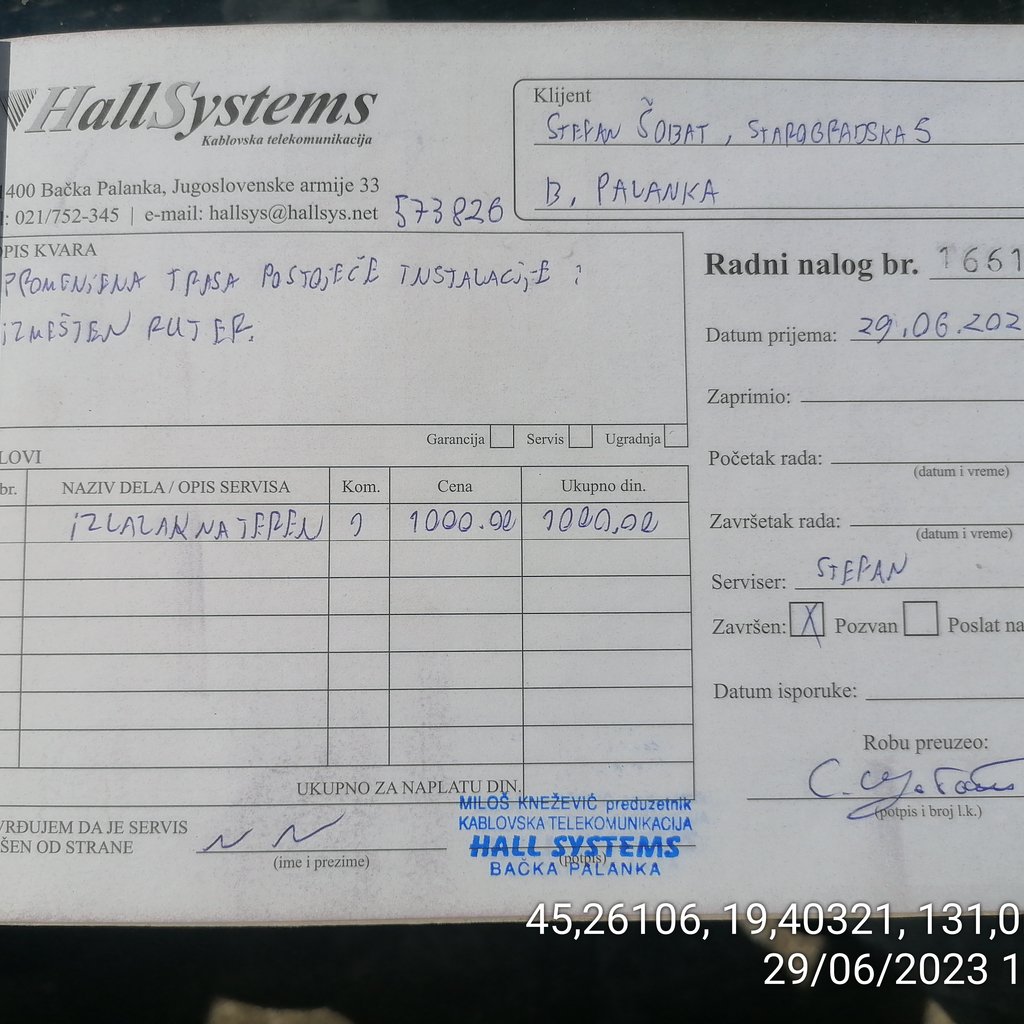 HallSystems
Kablovska telekomunikacija
400 Bačka Palanka, Jugoslovenske armije 33
: 021/752-345 | e-mail: hallsys@hallsys.net 573826
Klijent
STEFAN ŠOBAT, STAROGRADSKA 5
B, PALANKA
PIS KVARA
PROMENJENA TRASA POSTOJEĆE INSTALACIJE I
IZMEŠTEN RUTER.
Garancija Servis Ugradnja
Radni nalog br. 1661
Datum prijema: 29.06.202
Zaprimio:
Početak rada:
(datum i vreme)
Završetak rada:
(datum i vreme)
Serviser: STEFAN
Završen: X Pozvan Poslat na
Datum isporuke:
Robu preuzeo:
(potpis i broj l.k.)
LOVI
br. NAZIV DELA / OPIS SERVISA Kom. Cena Ukupno din.
IZLAZAK NA TEREN 1 1000.00 1000,00
UKUPNO ZA NAPLATU DIN.
VRĐUJEM DA JE SERVIS
ŠEN OD STRANE
(ime i prezime)
MILOŠ KNEŽEVIĆ preduzetnik
KABLOVSKA TELEKOMUNIKACIJA
HALL SYSTEMS
(potpis)
BAČKA PALANKA
45,26106, 19,40321, 131,0
29/06/2023 1